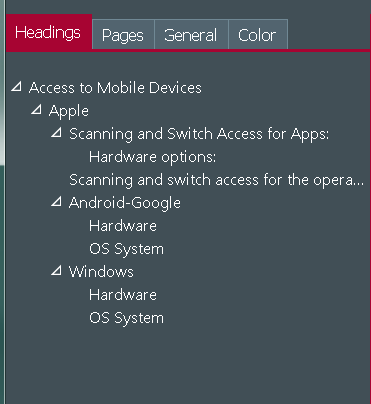 Headings Pages General Color
Access to Mobile Devices
Apple
Scanning and Switch Access for Apps:
Hardware options:
Scanning and switch access for the opera...
Android-Google
Hardware
OS System
Windows
Hardware
OS System